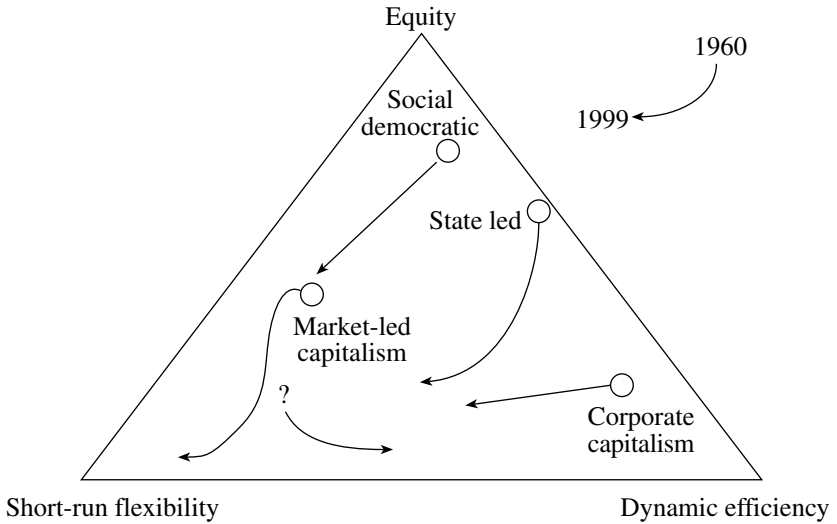 Equity
1960
Social
democratic
1999
State led
Market-led
capitalism
?
Corporate
capitalism
Short-run flexibility
Dynamic efficiency